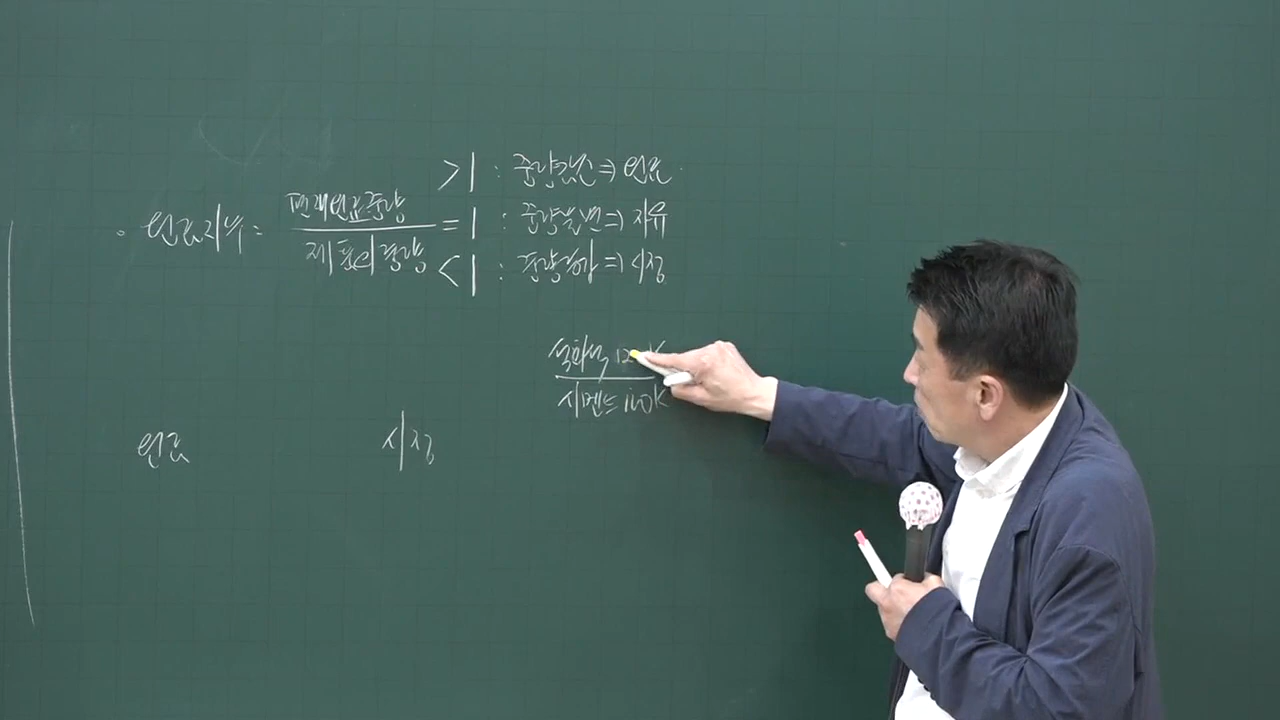 >1 : 중량감소 ⇒ 원료
· 원료지수 = 편재원료중량 = 1 : 중량불변 ⇒ 자유
제품의 중량 < 1 : 중량증가 ⇒ 시장
석회석
시멘트 100K
원료 시장